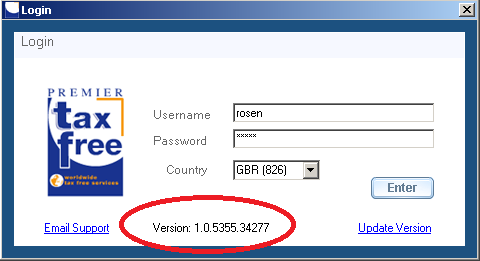 Login
Login
PREMIER
tax
free
worldwide
tax free services
Username rosen
Password *****
Country GBR (826)
Enter
Email Support Version: 1.0.5355.34277 Update Version